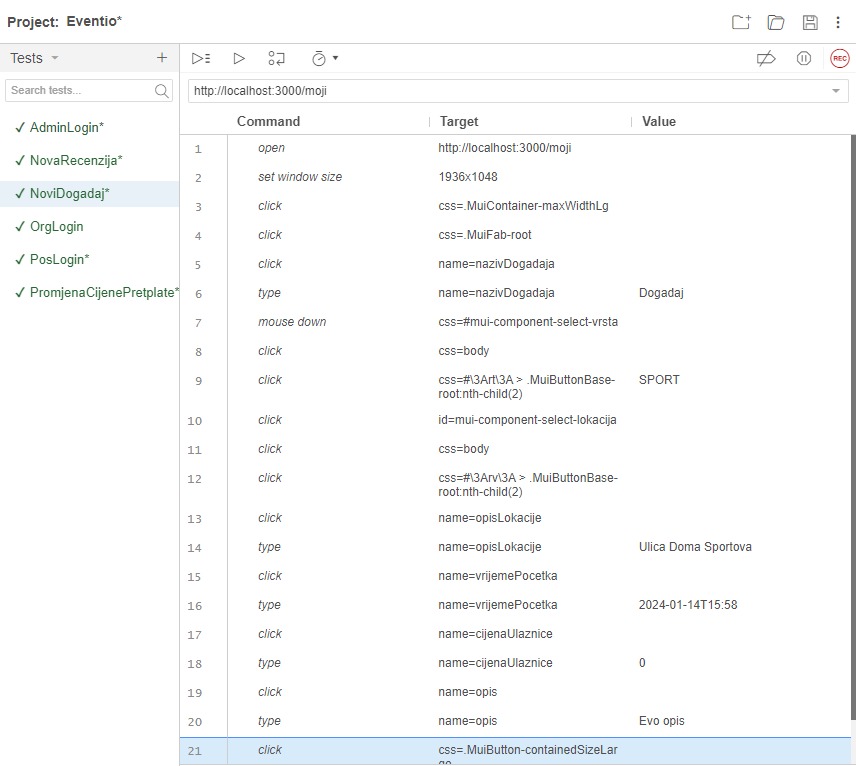 Project: Eventio*
Tests
Search tests...
✓ AdminLogin*
✓ NovaRecenzija*
✓ NoviDogadaj*
✓ OrgLogin
✓ PosLogin*
✓ PromjenaCijenePretplate*
REC
http://localhost:3000/moji
Command Target Value
1 open http://localhost:3000/moji
2 set window size 1936x1048
3 click css=.MuiContainer-maxWidthLg
4 click css=.MuiFab-root
5 click name=nazivDogadaja
6 type name=nazivDogadaja Dogadaj
7 mouse down css=#mui-component-select-vrsta
8 click css=body
9 click css=#\3Art\3A > .MuiButtonBase-
root:nth-child(2) SPORT
10 click id=mui-component-select-lokacija
11 click css=body
12 click css=#\3Arv\3A > .MuiButtonBase-
root:nth-child(2)
13 click name=opisLokacije
14 type name=opisLokacije Ulica Doma Sportova
15 click name=vrijemePocetka
16 type name=vrijemePocetka 2024-01-14T15:58
17 click name=cijenaUlaznice
18 type name=cijenaUlaznice 0
19 click name=opis
20 type name=opis Evo opis
21 click css=.MuiButton-containedSizeLar
ge